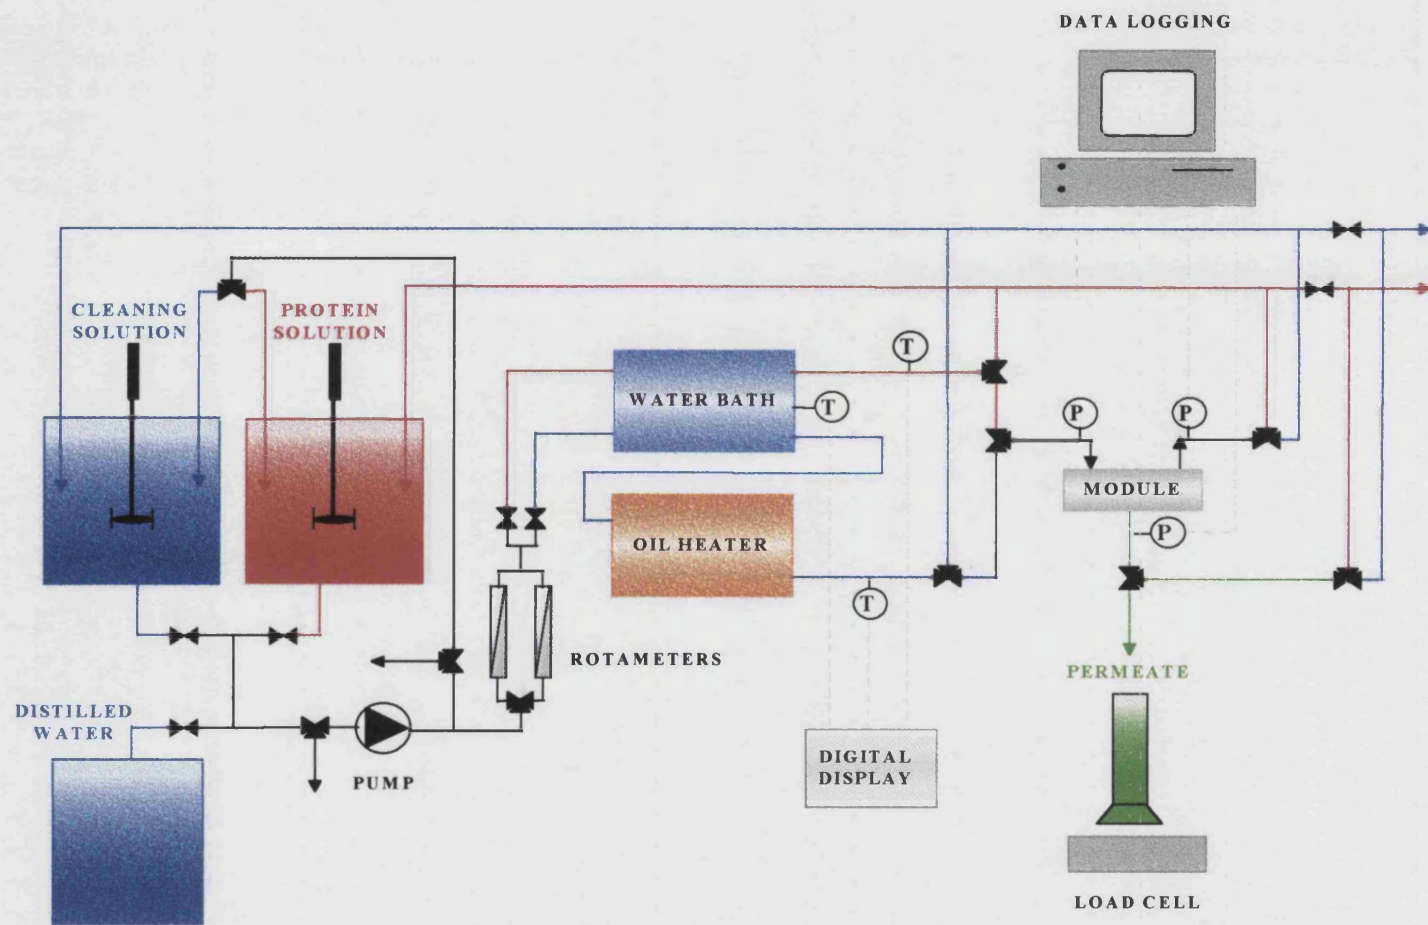 DATA LOGGING
CLEANING
SOLUTION
PROTEIN
SOLUTION
T
WATER BATH
T
P
P
MODULE
OIL HEATER
P
T
ROTAMETERS
PERMEATE
DISTILLED
WATER
PUMP
DIGITAL
DISPLAY
LOAD CELL